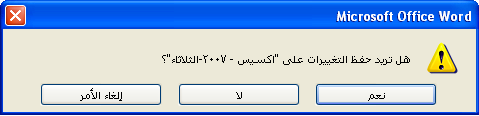 Microsoft Office Word
هل تريد حفظ التغييرات على "اكسيس - ٢٠٠٧-الثلاثاء"؟
نعم
لا
إلغاء الأمر